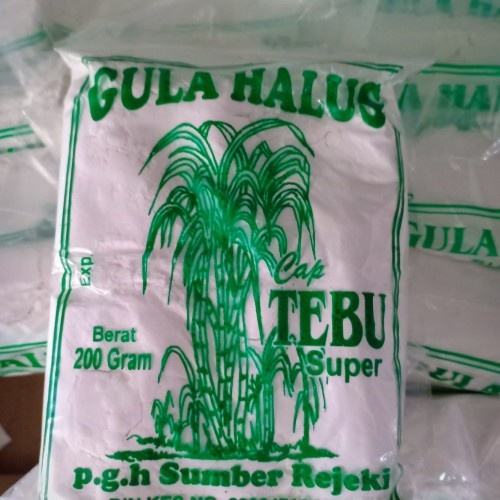 GULA HALUS
Cap
TEBU
Super
Exp.
Berat
200 Gram
p.g.h Sumber Rejeki